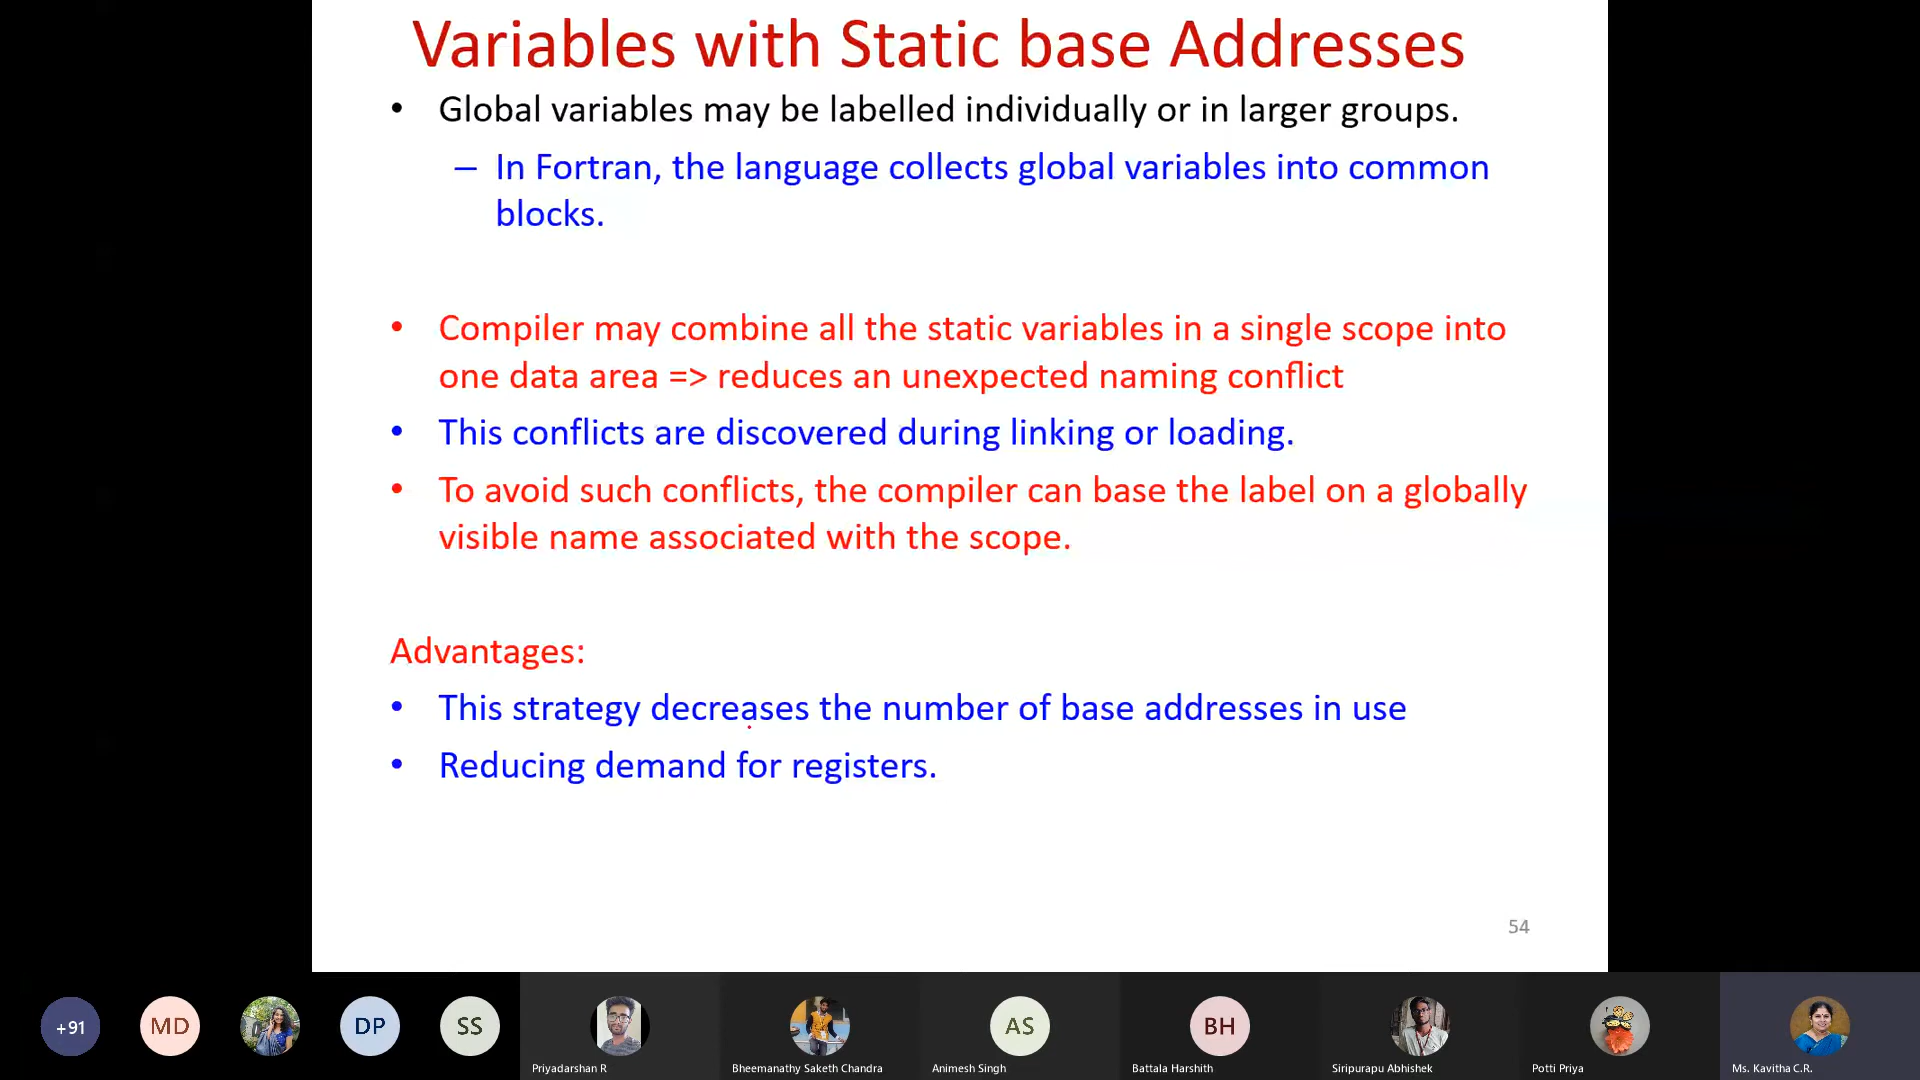 Variables with Static base Addresses
• Global variables may be labelled individually or in larger groups.
– In Fortran, the language collects global variables into common
blocks.
• Compiler may combine all the static variables in a single scope into
one data area => reduces an unexpected naming conflict
• This conflicts are discovered during linking or loading.
• To avoid such conflicts, the compiler can base the label on a globally
visible name associated with the scope.
Advantages:
• This strategy decreases the number of base addresses in use
• Reducing demand for registers.
54
+91
MD
DP
SS
AS
BH
Priyadarshan R
Bheemanathy Saketh Chandra
Animesh Singh
Battala Harshith
Siripurapu Abhishek
Potti Priya
Ms. Kavitha C.R.